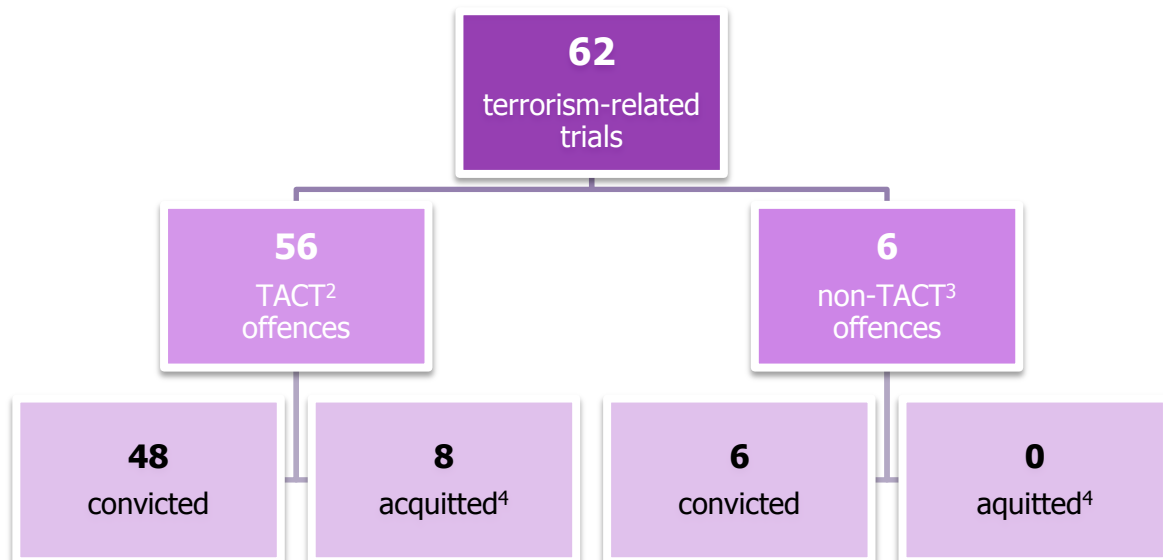 62
terrorism-related
trials
56
TACT²
offences
6
non-TACT³
offences
48
convicted
8
acquitted⁴
6
convicted
0
aquitted⁴